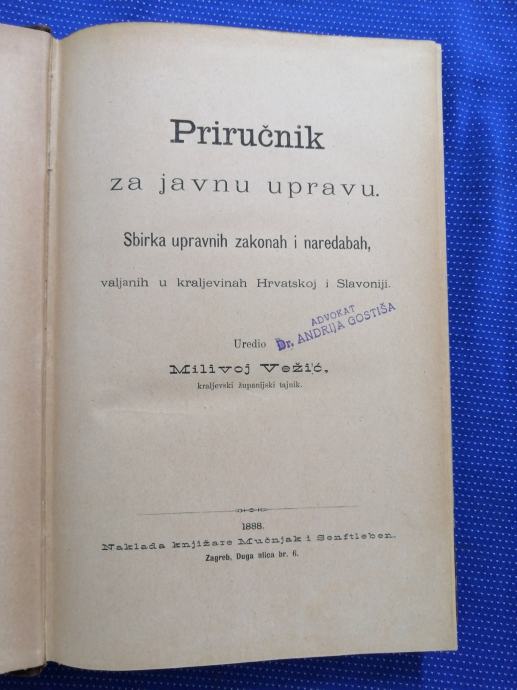 Priručnik
za javnu upravu.
Sbirka upravnih zakonah i naredabah,
valjanih u kraljevinah Hrvatskoj i Slavoniji.
ADVOKAT
Dr. ANDRIJA GOSTIŠA
Uredio
Milivoj Vežić,
kraljevski županijski tajnik.
1888.
Naklada knjižare Mučnjak i Senftleben.
Zagreb, Duga ulica br. 6.